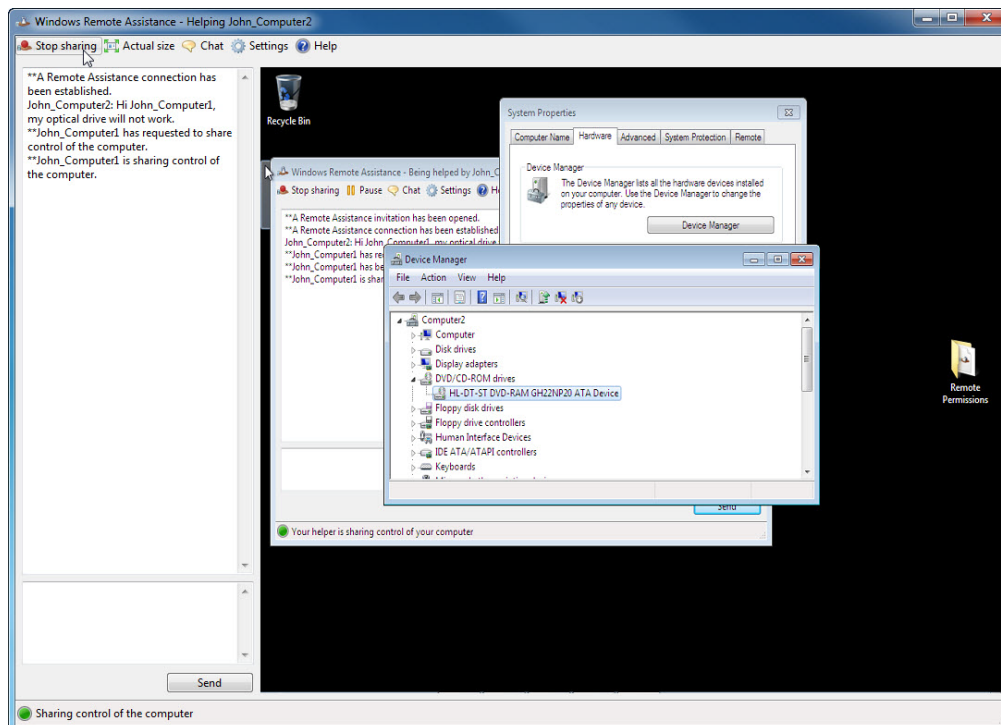 Windows Remote Assistance - Helping John_Computer2
Stop sharing Actual size Chat Settings Help
**A Remote Assistance connection has
been established.
John_Computer2: Hi John_Computer1,
my optical drive will not work.
**John_Computer1 has requested to share
control of the computer.
**John_Computer1 is sharing control of
the computer.
Send
Sharing control of the computer
Recycle Bin
Remote
Permissions
System Properties
Computer Name Hardware Advanced System Protection Remote
Device Manager
The Device Manager lists all the hardware devices installed
on your computer. Use the Device Manager to change the
properties of any device.
Device Manager
Windows Remote Assistance - Being helped by John_C
Stop sharing Pause Chat Settings He
**A Remote Assistance invitation has been opened.
**A Remote Assistance connection has been established
John_Computer2: Hi John_Computer1, my optical drive
**John_Computer1 has re
**John_Computer1 has be
**John_Computer1 is shar
Send
Your helper is sharing control of your computer
Device Manager
File Action View Help
Computer2
Computer
Disk drives
Display adapters
DVD/CD-ROM drives
HL-DT-ST DVD-RAM GH22NP20 ATA Device
Floppy disk drives
Floppy drive controllers
Human Interface Devices
IDE ATA/ATAPI controllers
Keyboards